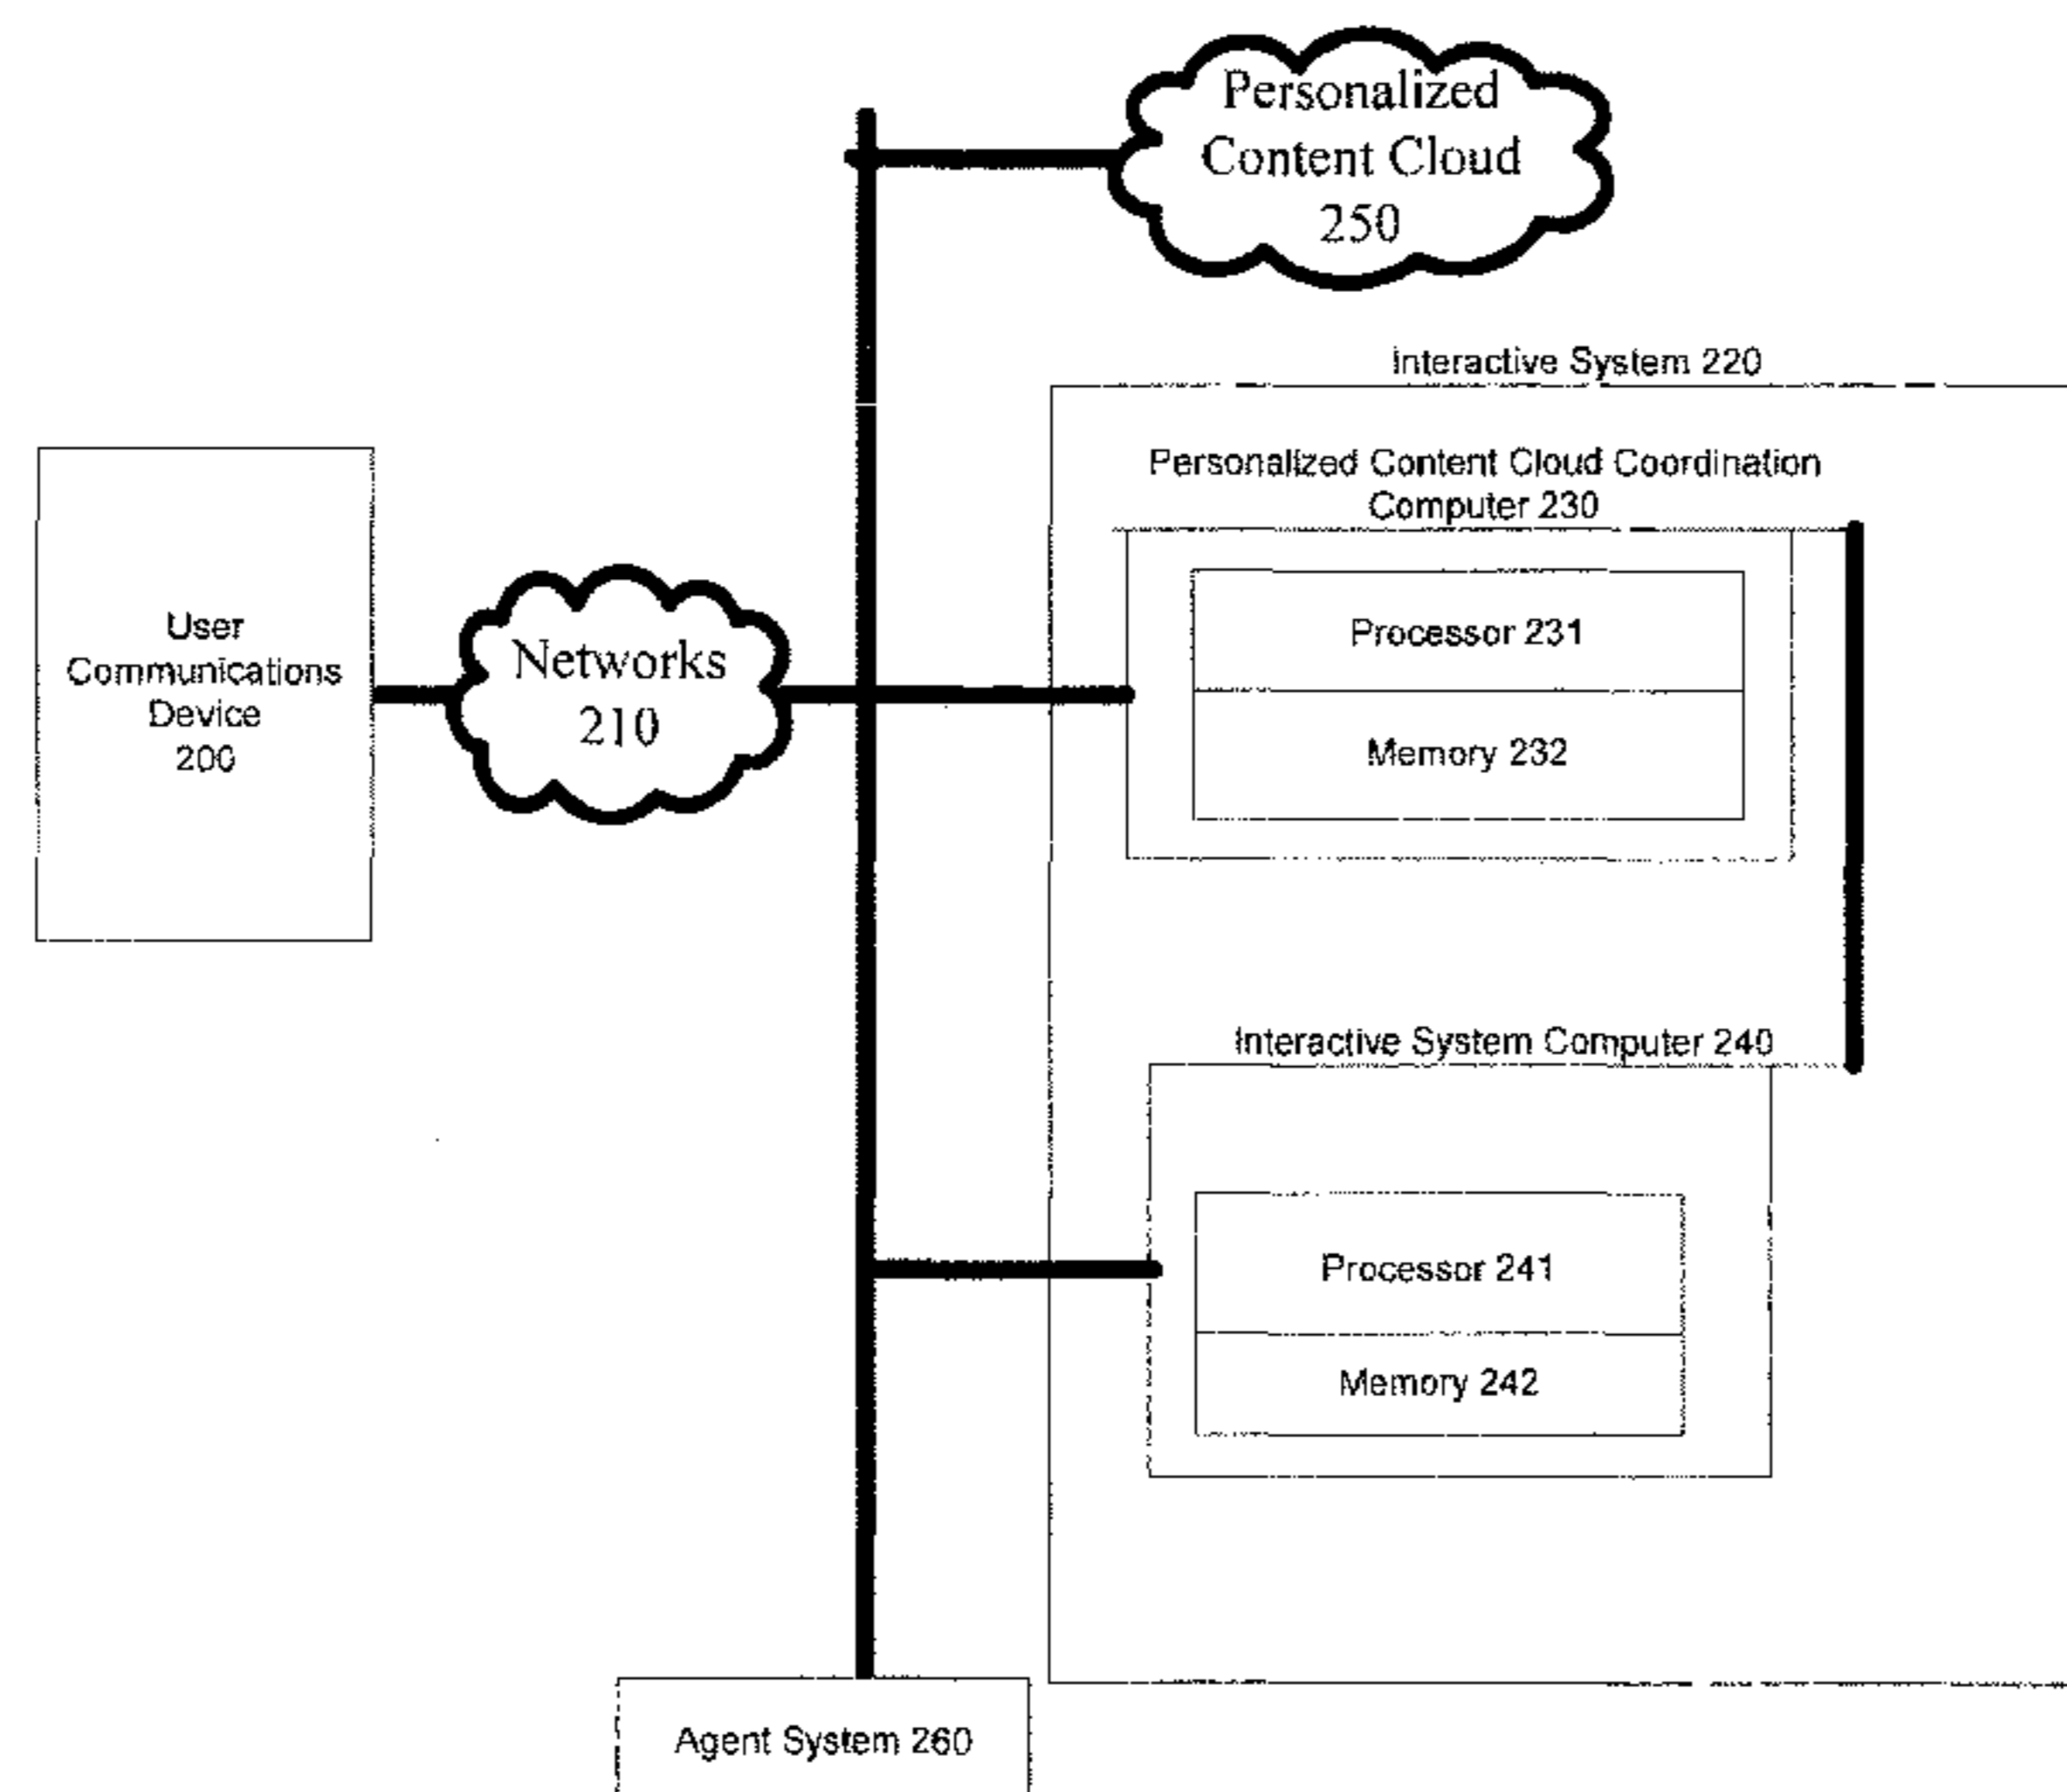 Personalized
Content Cloud
250
Interactive System 220
Personalized Content Cloud Coordination
Computer 230
User
Communications
Device
200
Networks
210
Processor 231
Memory 232
Interactive System Computer 240
Processor 241
Memory 242
Agent System 260